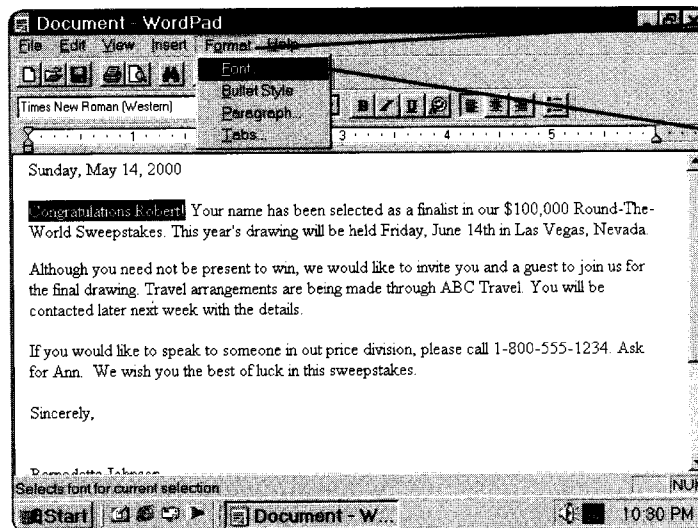 Document - WordPad
File Edit View Insert Format Help
Font...
Bullet Style
Times New Roman (Western)
Paragraph...
Tabs...
1 3 4 5
Sunday, May 14, 2000
Congratulations Robert! Your name has been selected as a finalist in our $100,000 Round-The-
World Sweepstakes. This year's drawing will be held Friday, June 14th in Las Vegas, Nevada.
Although you need not be present to win, we would like to invite you and a guest to join us for
the final drawing. Travel arrangements are being made through ABC Travel. You will be
contacted later next week with the details.
If you would like to speak to someone in out price division, please call 1-800-555-1234. Ask
for Ann. We wish you the best of luck in this sweepstakes.
Sincerely,
Selects font for current selection
NUM
Start Document - W... 10:30 PM